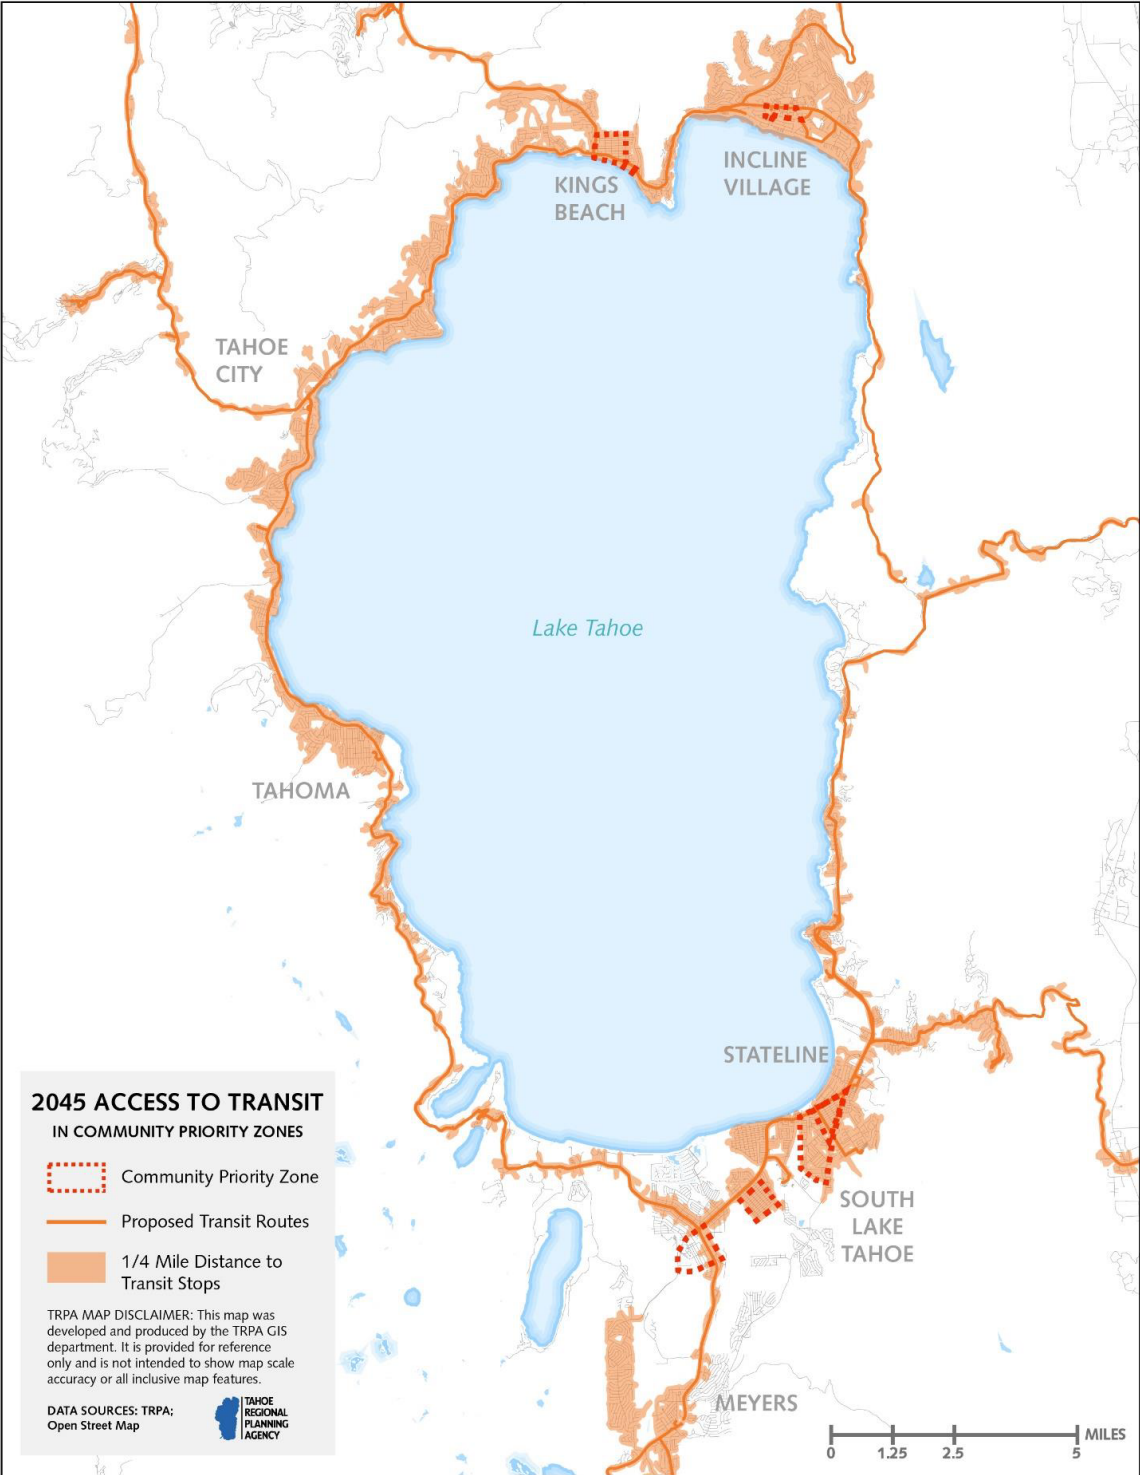 INCLINE
VILLAGE
KINGS
BEACH
TAHOE
CITY
Lake Tahoe
TAHOMA
STATELINE
SOUTH
LAKE
TAHOE
MEYERS
2045 ACCESS TO TRANSIT
IN COMMUNITY PRIORITY ZONES
Community Priority Zone
Proposed Transit Routes
1/4 Mile Distance to
Transit Stops
TRPA MAP DISCLAIMER: This map was
developed and produced by the TRPA GIS
department. It is provided for reference
only and is not intended to show map scale
accuracy or all inclusive map features.
DATA SOURCES: TRPA;
Open Street Map
TAHOE
REGIONAL
PLANNING
AGENCY
MILES
0 1.25 2.5 5